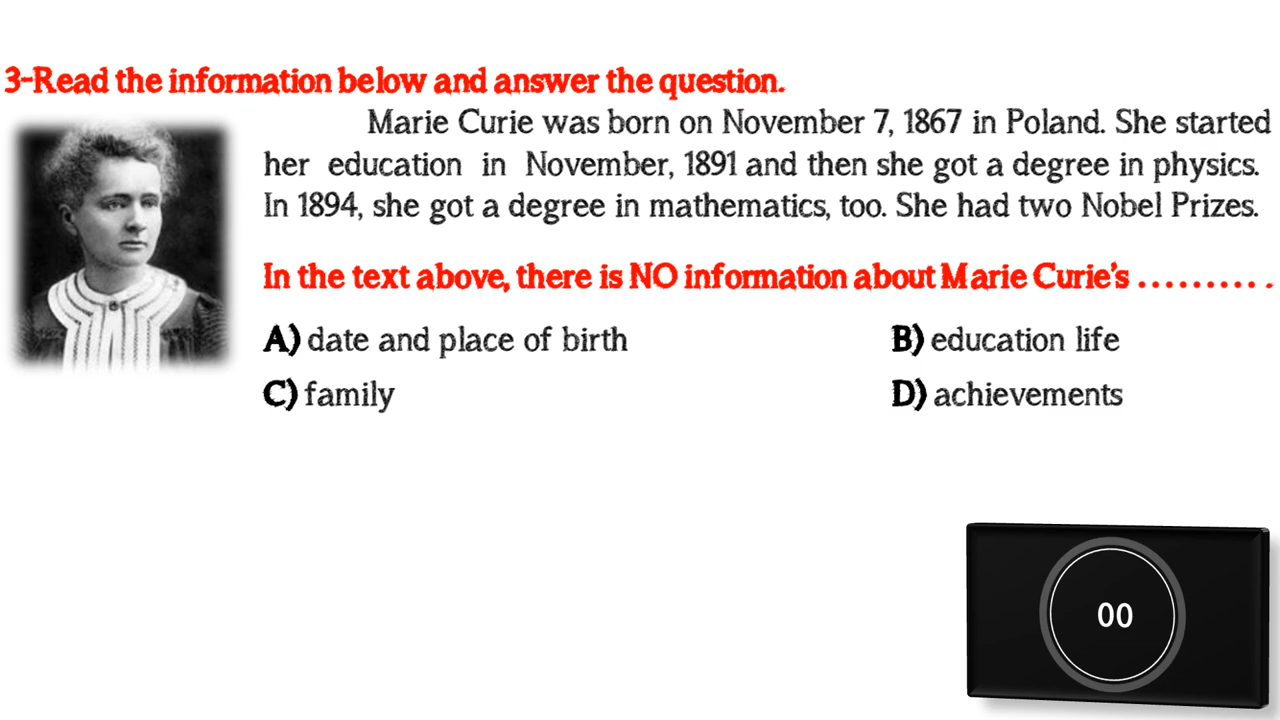 3-Read the information below and answer the question.
Marie Curie was born on November 7, 1867 in Poland. She started
her education in November, 1891 and then she got a degree in physics.
In 1894, she got a degree in mathematics, too. She had two Nobel Prizes.
In the text above, there is NO information about Marie Curie's ......... .
A) date and place of birth
B) education life
C) family
D) achievements
00